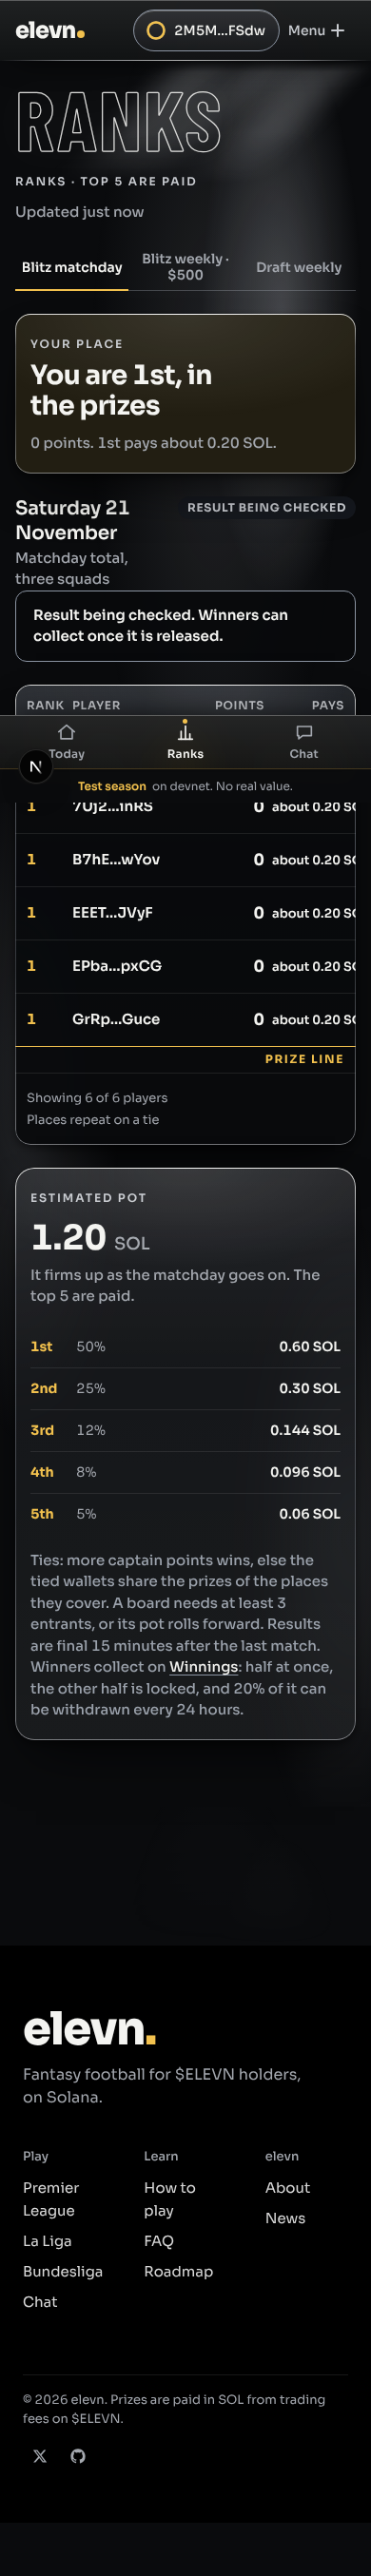 elevn.
2M5M...FSdw
Menu
RANKS
RANKS · TOP 5 ARE PAID
Updated just now
Blitz matchday
Blitz weekly ·
$500
Draft weekly
YOUR PLACE
You are 1st, in
the prizes
0 points. 1st pays about 0.20 SOL.
Saturday 21
November
RESULT BEING CHECKED
Matchday total,
three squads
Result being checked. Winners can
collect once it is released.
RANK PLAYER POINTS PAYS
Today
Ranks
Chat
N
Test season on devnet. No real value.
1 0 about 0.20 SO
1 B7hE...wYov 0 about 0.20 SO
1 EEET...JVyF 0 about 0.20 SO
1 EPba...pxCG 0 about 0.20 SO
1 GrRp...Guce 0 about 0.20 SO
PRIZE LINE
Showing 6 of 6 players
Places repeat on a tie
ESTIMATED POT
1.20 SOL
It firms up as the matchday goes on. The
top 5 are paid.
1st 50% 0.60 SOL
2nd 25% 0.30 SOL
3rd 12% 0.144 SOL
4th 8% 0.096 SOL
5th 5% 0.06 SOL
Ties: more captain points wins, else the
tied wallets share the prizes of the places
they cover. A board needs at least 3
entrants, or its pot rolls forward. Results
are final 15 minutes after the last match.
Winners collect on Winnings: half at once,
the other half is locked, and 20% of it can
be withdrawn every 24 hours.
elevn.
Fantasy football for $ELEVN holders,
on Solana.
Play
Premier
League
La Liga
Bundesliga
Chat
Learn
How to
play
FAQ
Roadmap
elevn
About
News
© 2026 elevn. Prizes are paid in SOL from trading
fees on $ELEVN.